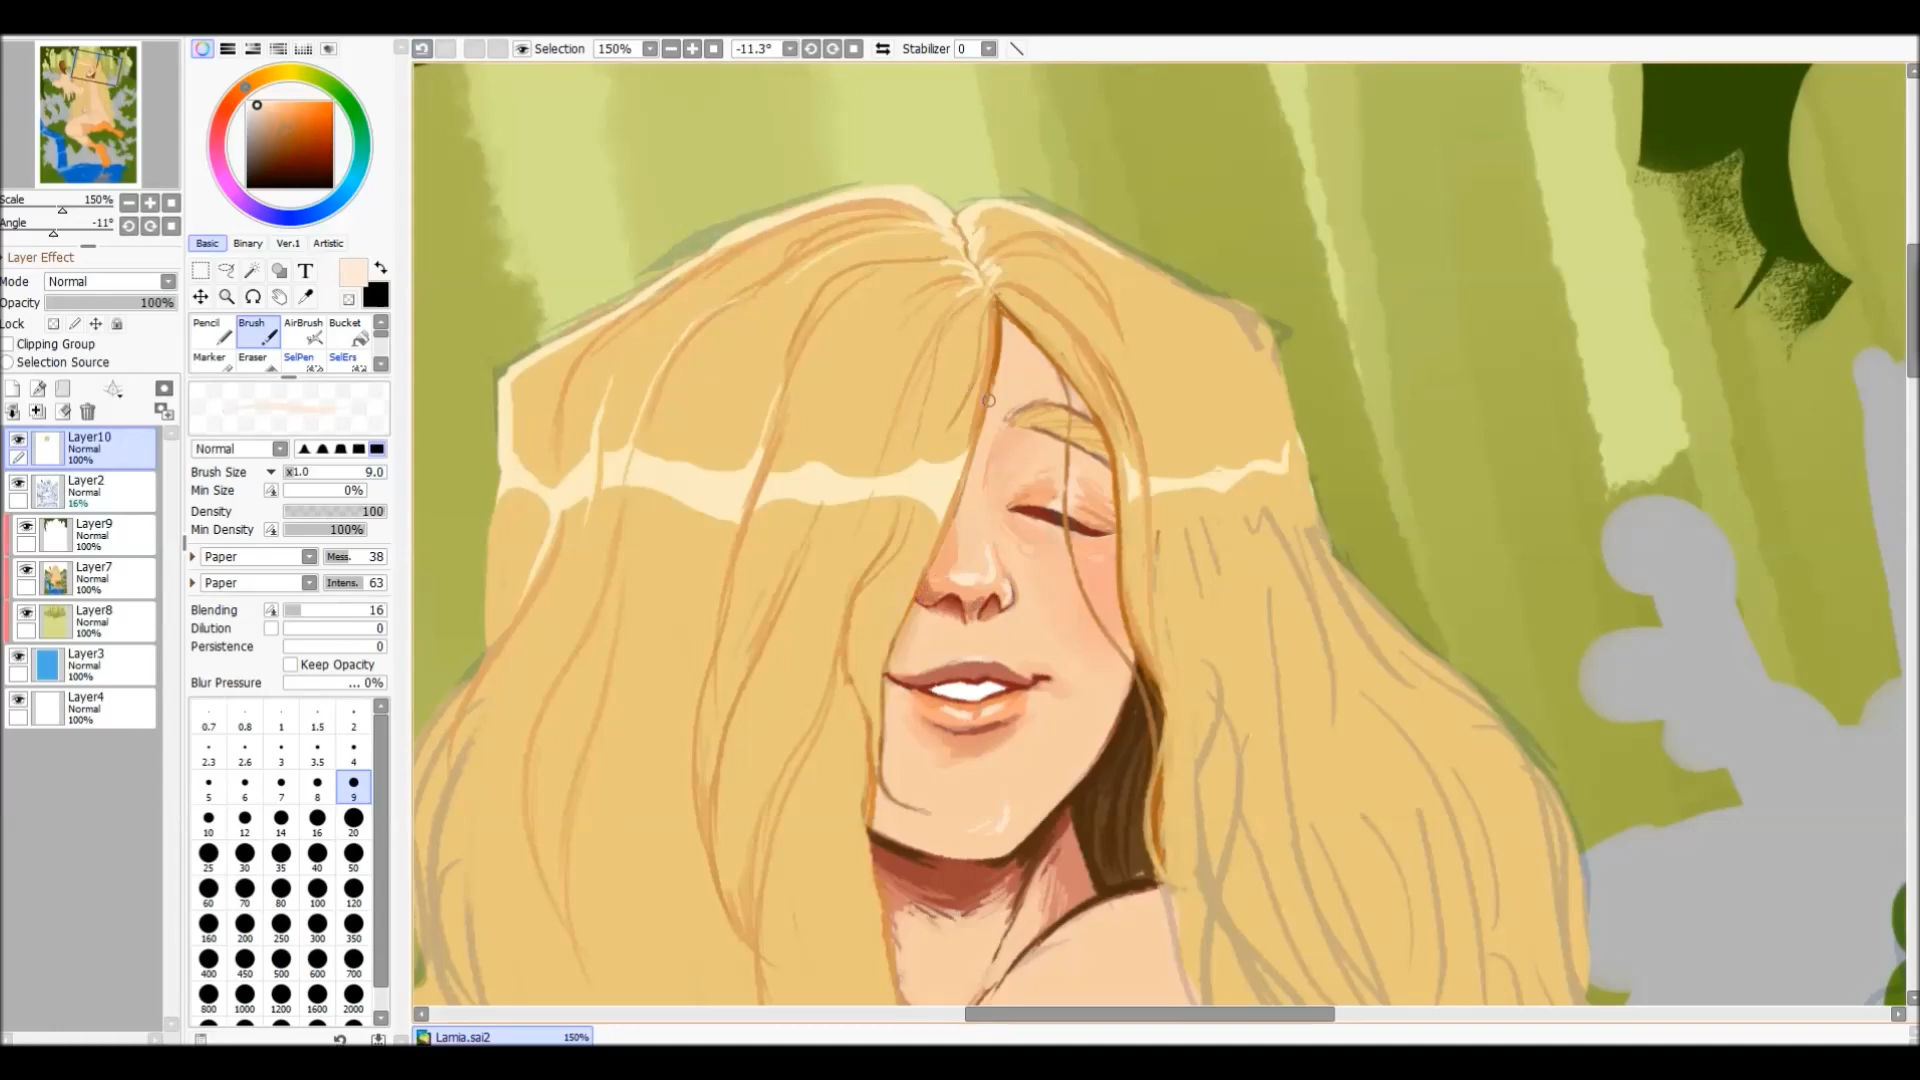 Selection 150% -11.3° Stabilizer 0
Scale 150%
Angle -11°
Layer Effect
Mode Normal
Opacity 100%
Lock
Clipping Group
Selection Source
Layer10
Normal
100%
Layer2
Normal
16%
Layer9
Normal
100%
Layer7
Normal
100%
Layer8
Normal
100%
Layer3
Normal
100%
Layer4
Normal
100%
Basic Binary Ver.1 Artistic
T
Pencil Brush AirBrush Bucket
Marker Eraser SelPen SelErs
Normal
Brush Size x1.0 9.0
Min Size 0%
Density 100
Min Density 100%
Paper Mess. 38
Paper Intens. 63
Blending 16
Dilution 0
Persistence 0
Keep Opacity
Blur Pressure ... 0%
0.7 0.8 1 1.5 2
2.3 2.6 3 3.5 4
5 6 7 8 9
10 12 14 16 20
25 30 35 40 50
60 70 80 100 120
160 200 250 300 350
400 450 500 600 700
800 1000 1200 1600 2000
Lamia.sai2 150%